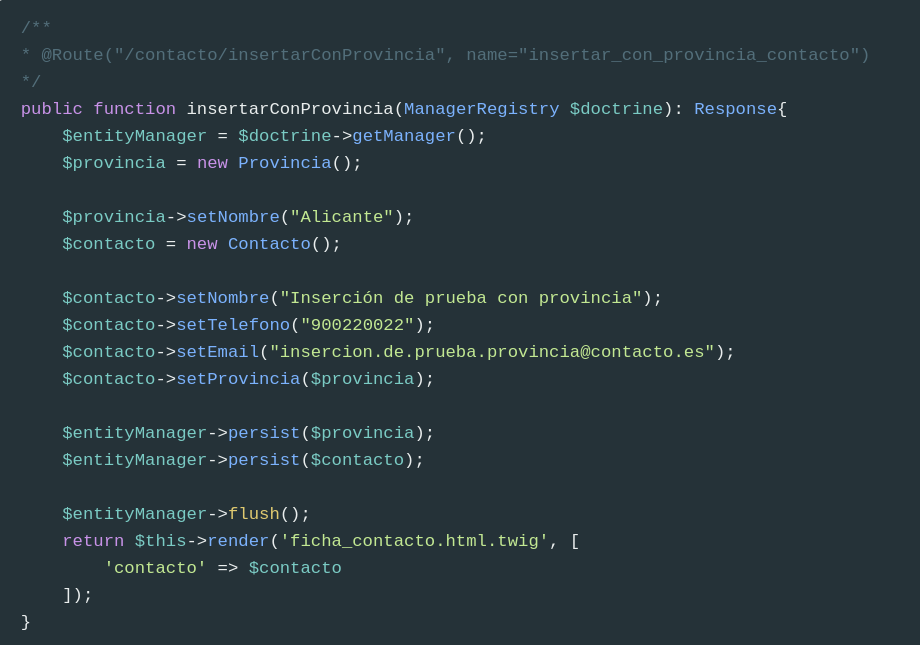 /**
* @Route("/contacto/insertarConProvincia", name="insertar_con_provincia_contacto")
*/
public function insertarConProvincia(ManagerRegistry $doctrine): Response{
    $entityManager = $doctrine->getManager();
    $provincia = new Provincia();

    $provincia->setNombre("Alicante");
    $contacto = new Contacto();

    $contacto->setNombre("Inserción de prueba con provincia");
    $contacto->setTelefono("900220022");
    $contacto->setEmail("insercion.de.prueba.provincia@contacto.es");
    $contacto->setProvincia($provincia);

    $entityManager->persist($provincia);
    $entityManager->persist($contacto);

    $entityManager->flush();
    return $this->render('ficha_contacto.html.twig', [
        'contacto' => $contacto
    ]);
}